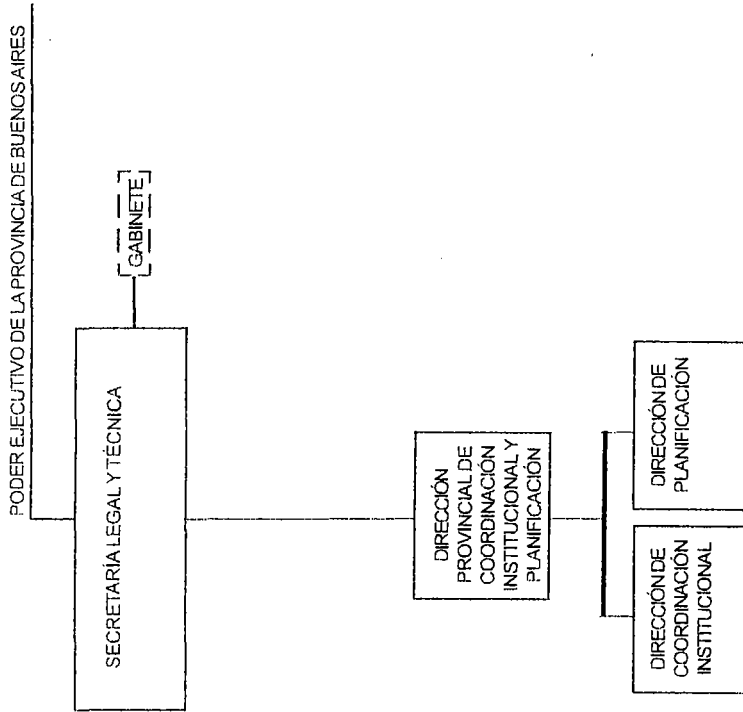 PODER EJECUTIVO DE LA PROVINCIA DE BUENOS AIRES
SECRETARÍA LEGAL Y TÉCNICA
GABINETE
DIRECCIÓN
PROVINCIAL DE
COORDINACIÓN
INSTITUCIONAL Y
PLANIFICACIÓN
DIRECCIÓN DE
COORDINACIÓN
INSTITUCIONAL
DIRECCIÓN DE
PLANIFICACIÓN